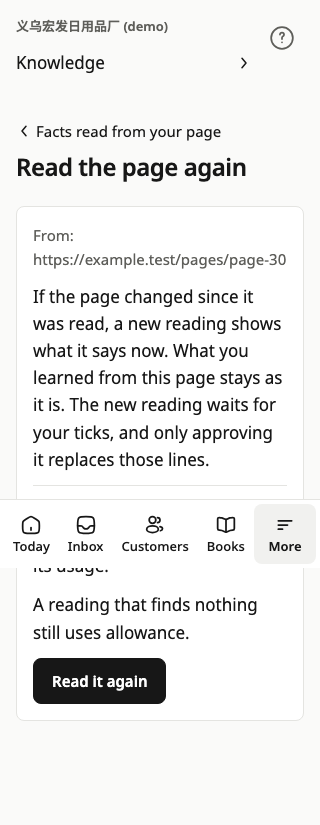 义乌宏发日用品厂 (demo)
Knowledge
Facts read from your page
Read the page again
From:
https://example.test/pages/page-30
If the page changed since it
was read, a new reading shows
what it says now. What you
learned from this page stays as
it is. The new reading waits for
your ticks, and only approving
it replaces those lines.
Today Inbox Customers Books More
its usage.
A reading that finds nothing
still uses allowance.
Read it again